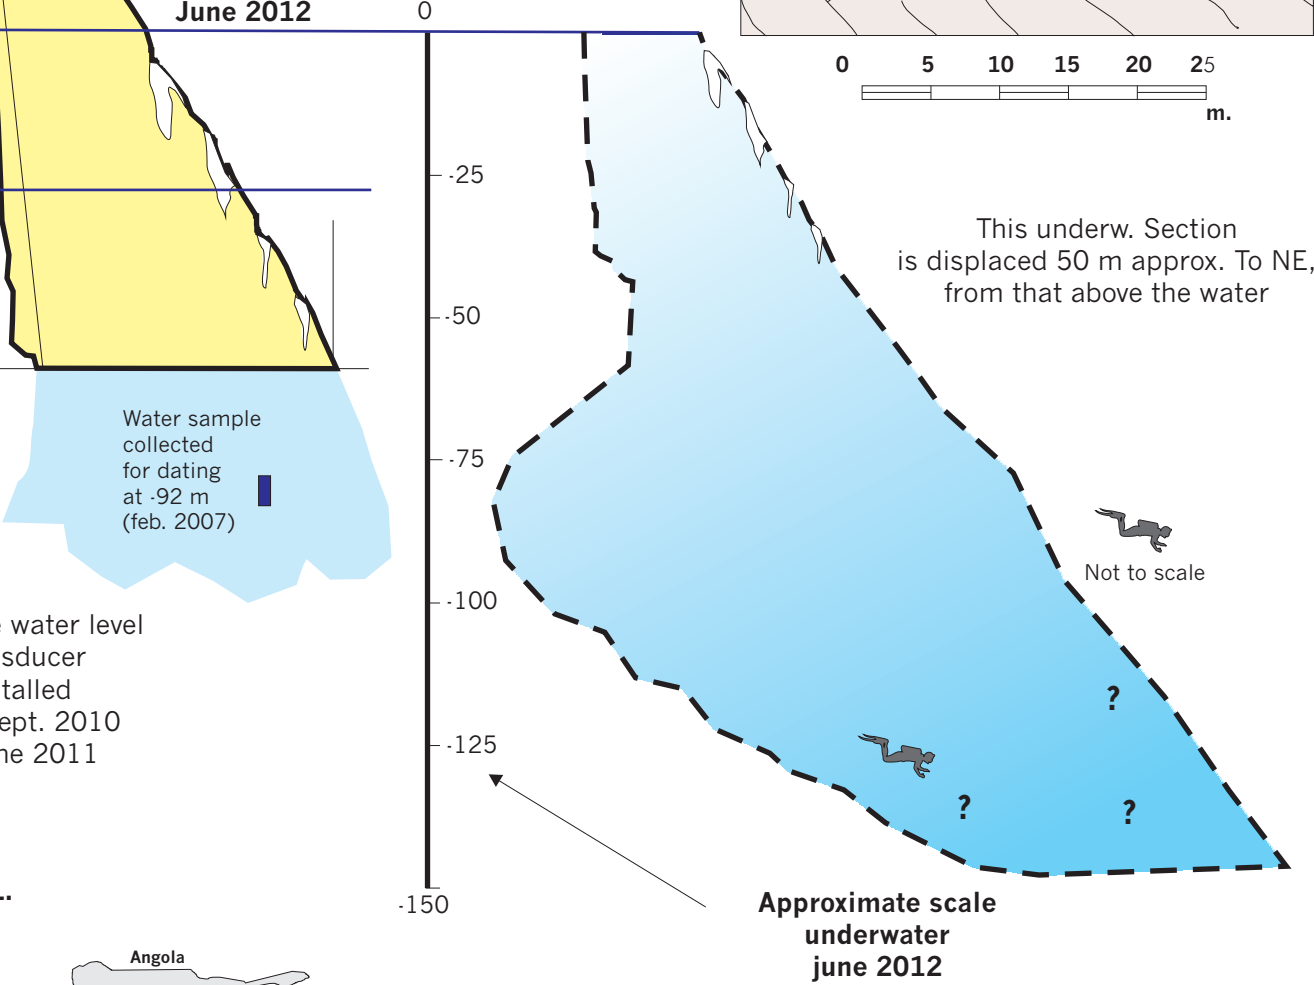 June 2012
0
0 5 10 15 20 25
m.
-25
This underw. Section
is displaced 50 m approx. To NE,
from that above the water
-50
Water sample
collected
for dating
at -92 m
(feb. 2007)
-75
Not to scale
-100
water level
sducer
talled
ept. 2010
ne 2011
?
-125
?
?
-150
Approximate scale
underwater
june 2012
Angola